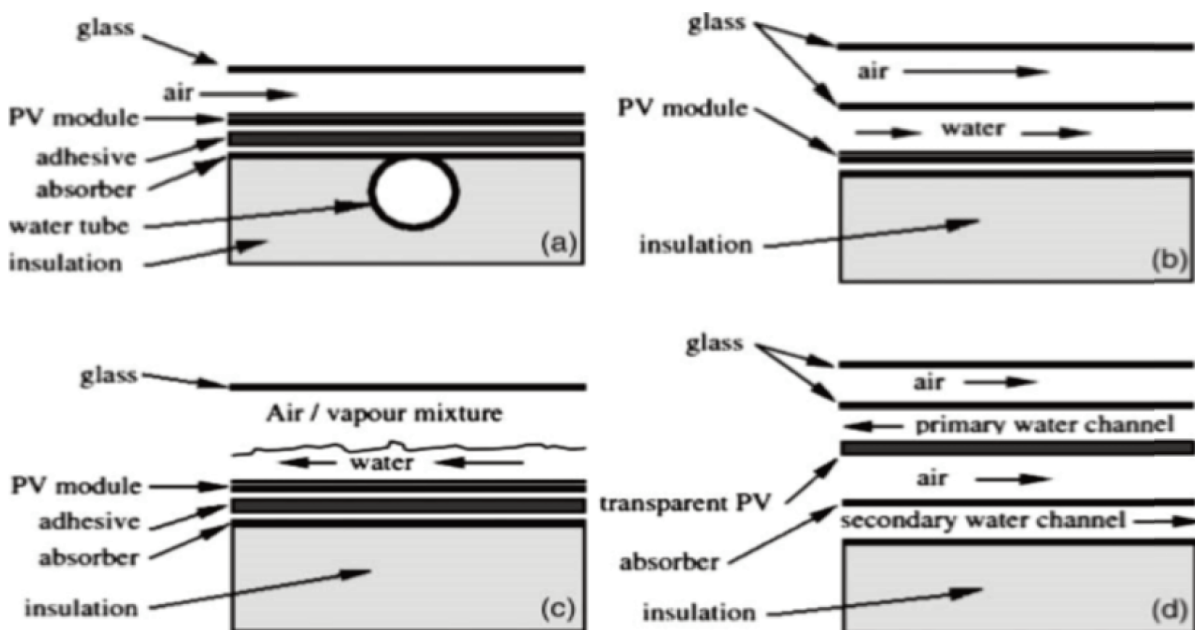 glass
air
PV module
adhesive
absorber
water tube
insulation
(a)
glass
air
PV module
water
insulation
(b)
glass
Air / vapour mixture
water
PV module
adhesive
absorber
insulation
(c)
glass
air
primary water channel
transparent PV
air
secondary water channel
absorber
insulation
(d)